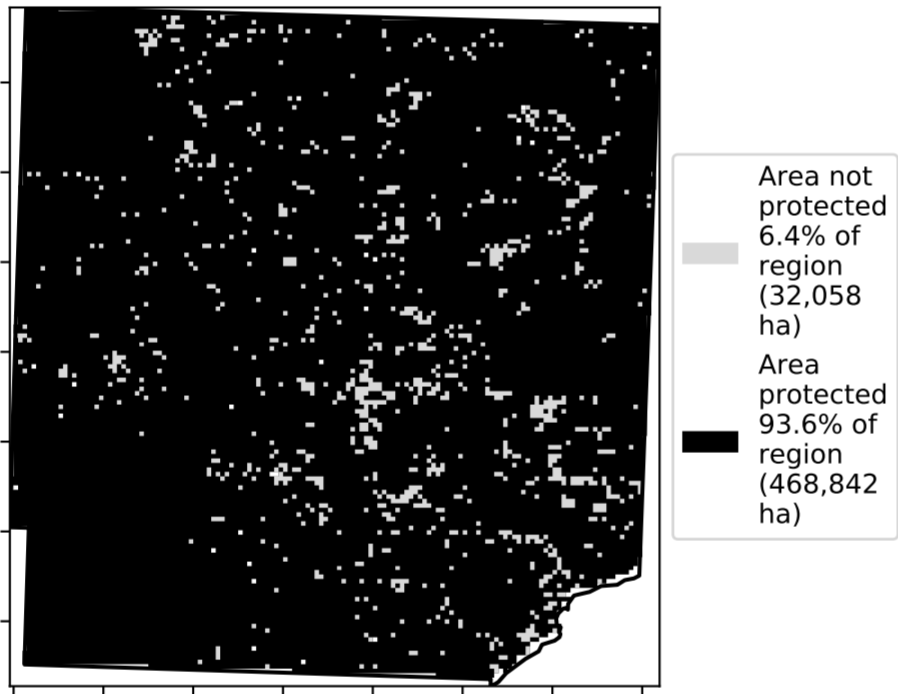 Area not
protected
6.4% of
region
(32,058
ha)
Area
protected
93.6% of
region
(468,842
ha)